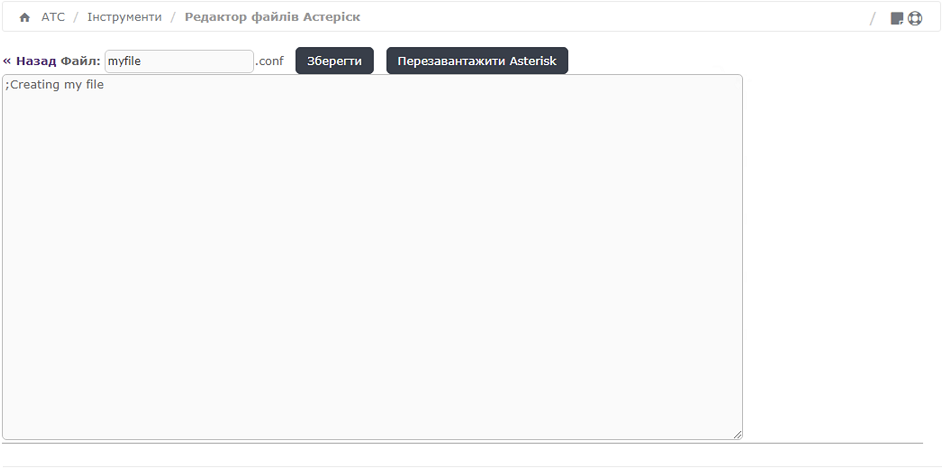 АТС / Інструменти / Редактор файлів Астеріск /
« Назад Файл: myfile .conf Зберегти Перезавантажити Asterisk
;Creating my file